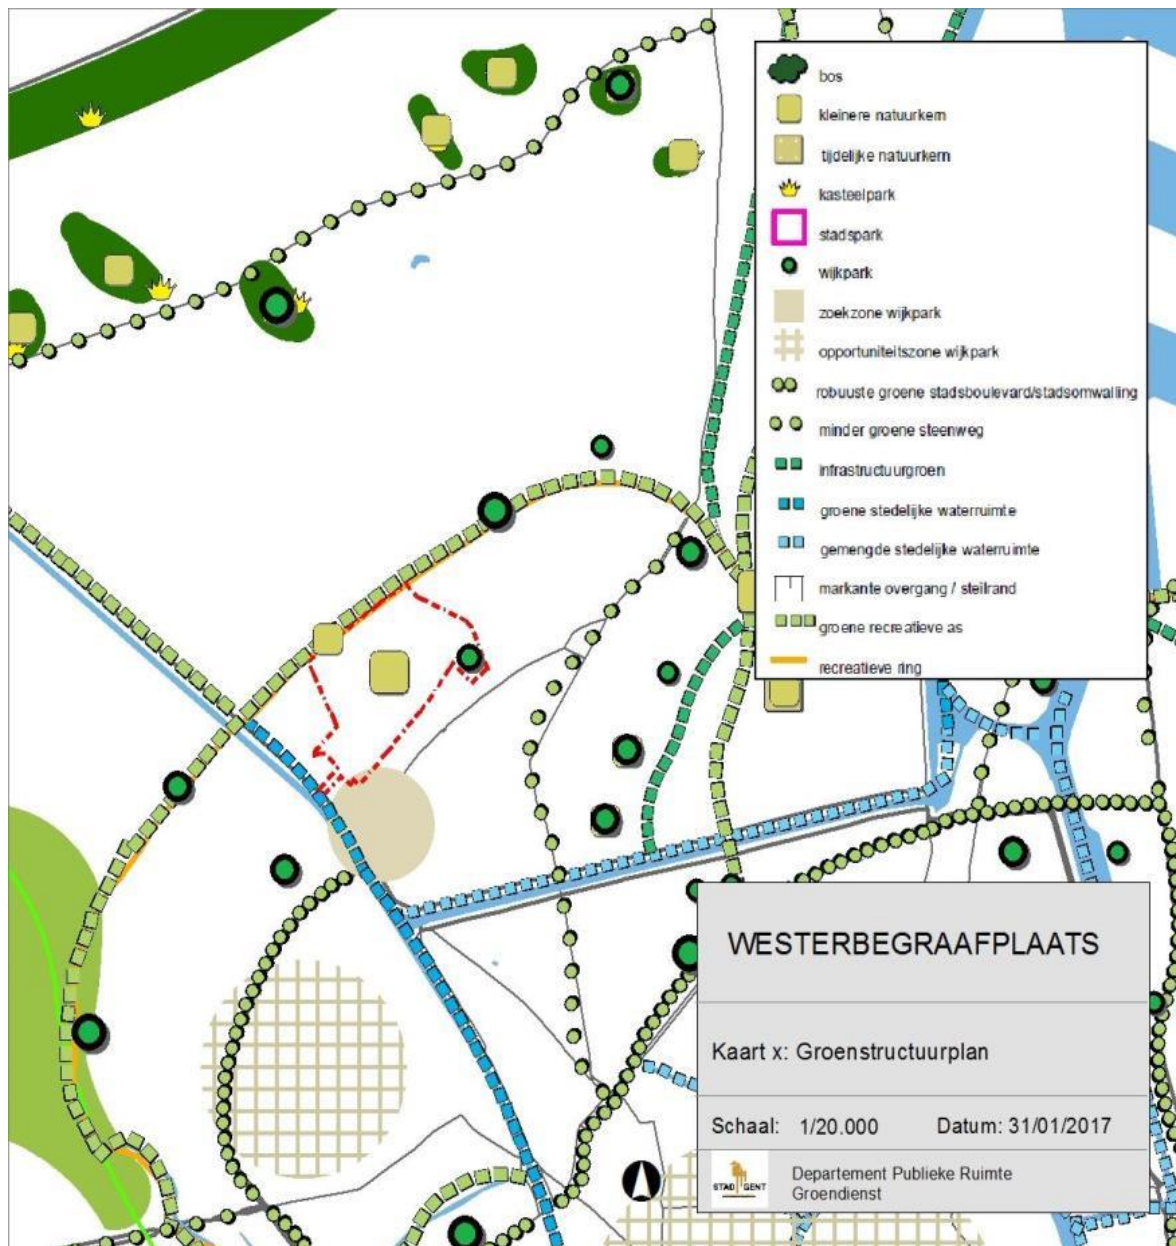 bos
kleinere natuurkern
tijdelijke natuurkern
kasteelpark
stadspark
wijkpark
zoekzone wijkpark
opportuniteitszone wijkpark
robuuste groene stadsboulevard/stadsomwalling
minder groene steenweg
infrastructuurgroen
groene stedelijke waterruimte
gemengde stedelijke waterruimte
markante overgang / steilrand
groene recreatieve as
recreatieve ring
WESTERBEGRAAFPLAATS
Kaart x: Groenstructuurplan
Schaal: 1/20.000 Datum: 31/01/2017
STAD GENT
Departement Publieke Ruimte
Groendienst